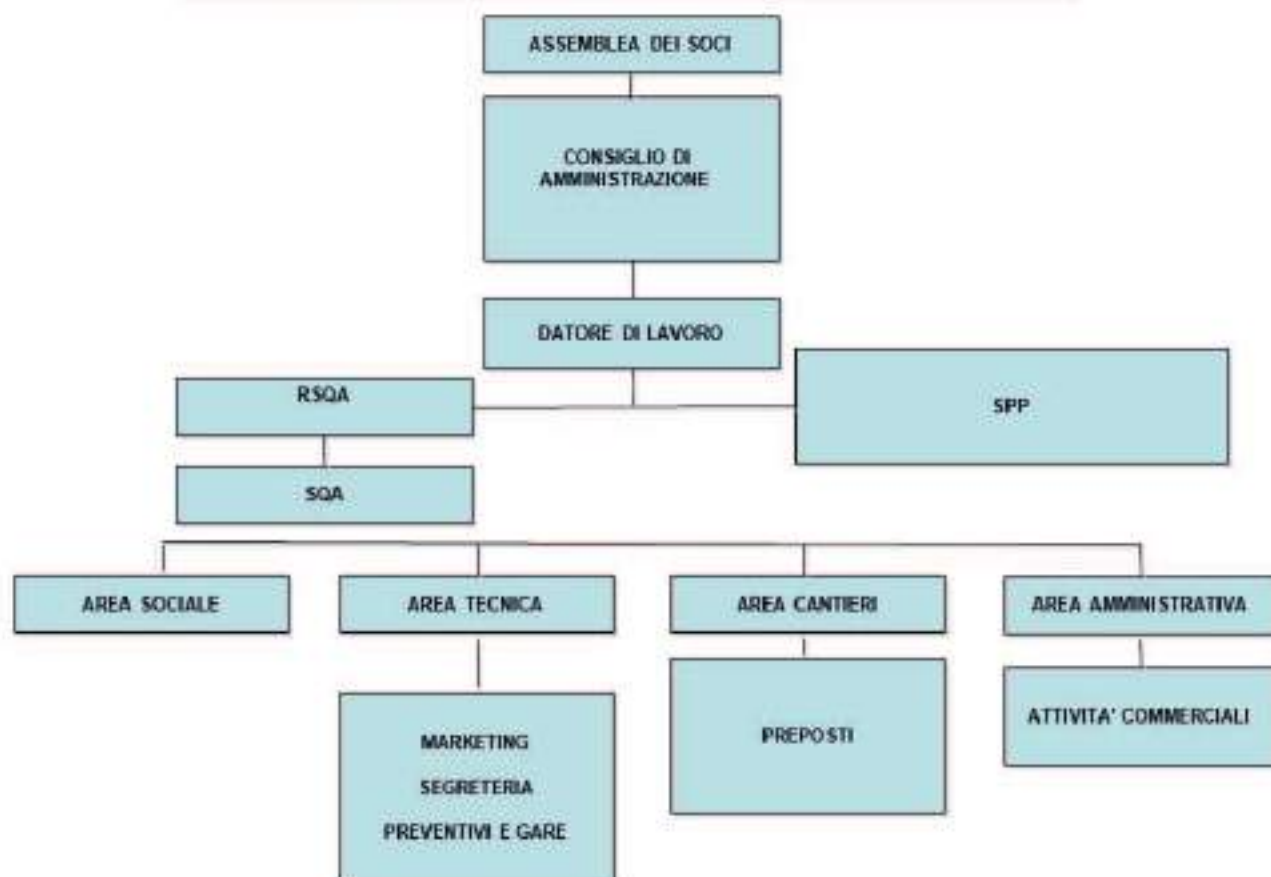 ASSEMBLEA DEI SOCI
CONSIGLIO DI
AMMINISTRAZIONE
DATORE DI LAVORO
RSQA
SPP
SQA
AREA SOCIALE
AREA TECNICA
AREA CANTIERI
AREA AMMINISTRATIVA
MARKETING
SEGRETERIA
PREVENTIVI E GARE
PREPOSTI
ATTIVITA' COMMERCIALI